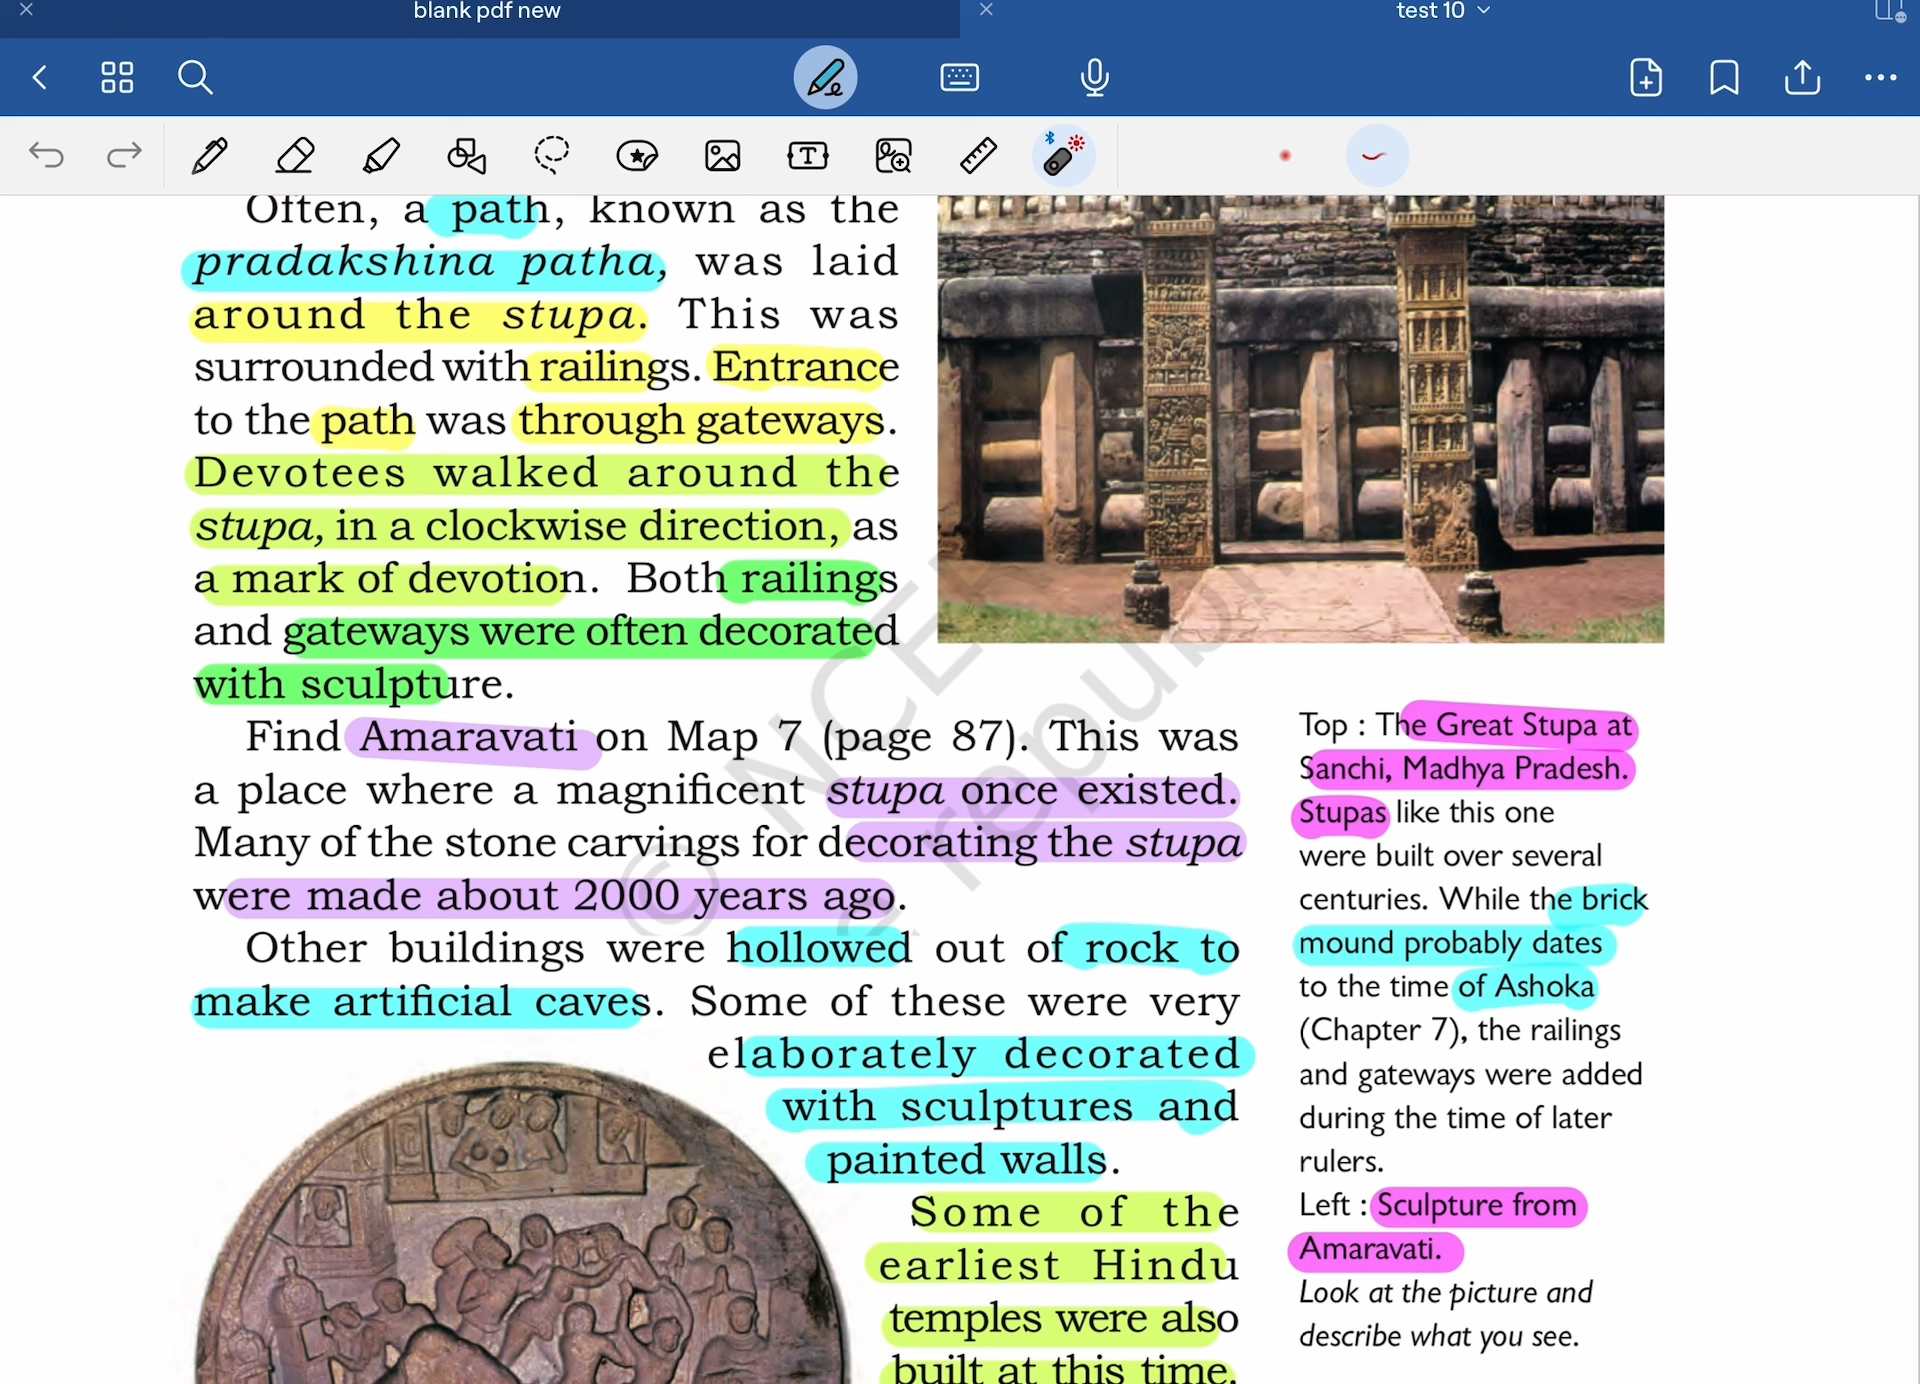 blank pdf new
test 10
Often, a path, known as the
pradakshina patha, was laid
around the stupa. This was
surrounded with railings. Entrance
to the path was through gateways.
Devotees walked around the
stupa, in a clockwise direction, as
a mark of devotion. Both railings
and gateways were often decorated
with sculpture.
Find Amaravati on Map 7 (page 87). This was
a place where a magnificent stupa once existed.
Many of the stone carvings for decorating the stupa
were made about 2000 years ago.
Other buildings were hollowed out of rock to
make artificial caves. Some of these were very
elaborately decorated
with sculptures and
painted walls.
Some of the
earliest Hindu
temples were also
built at this time.
Top : The Great Stupa at
Sanchi, Madhya Pradesh.
Stupas like this one
were built over several
centuries. While the brick
mound probably dates
to the time of Ashoka
(Chapter 7), the railings
and gateways were added
during the time of later
rulers.
Left : Sculpture from
Amaravati.
Look at the picture and
describe what you see.